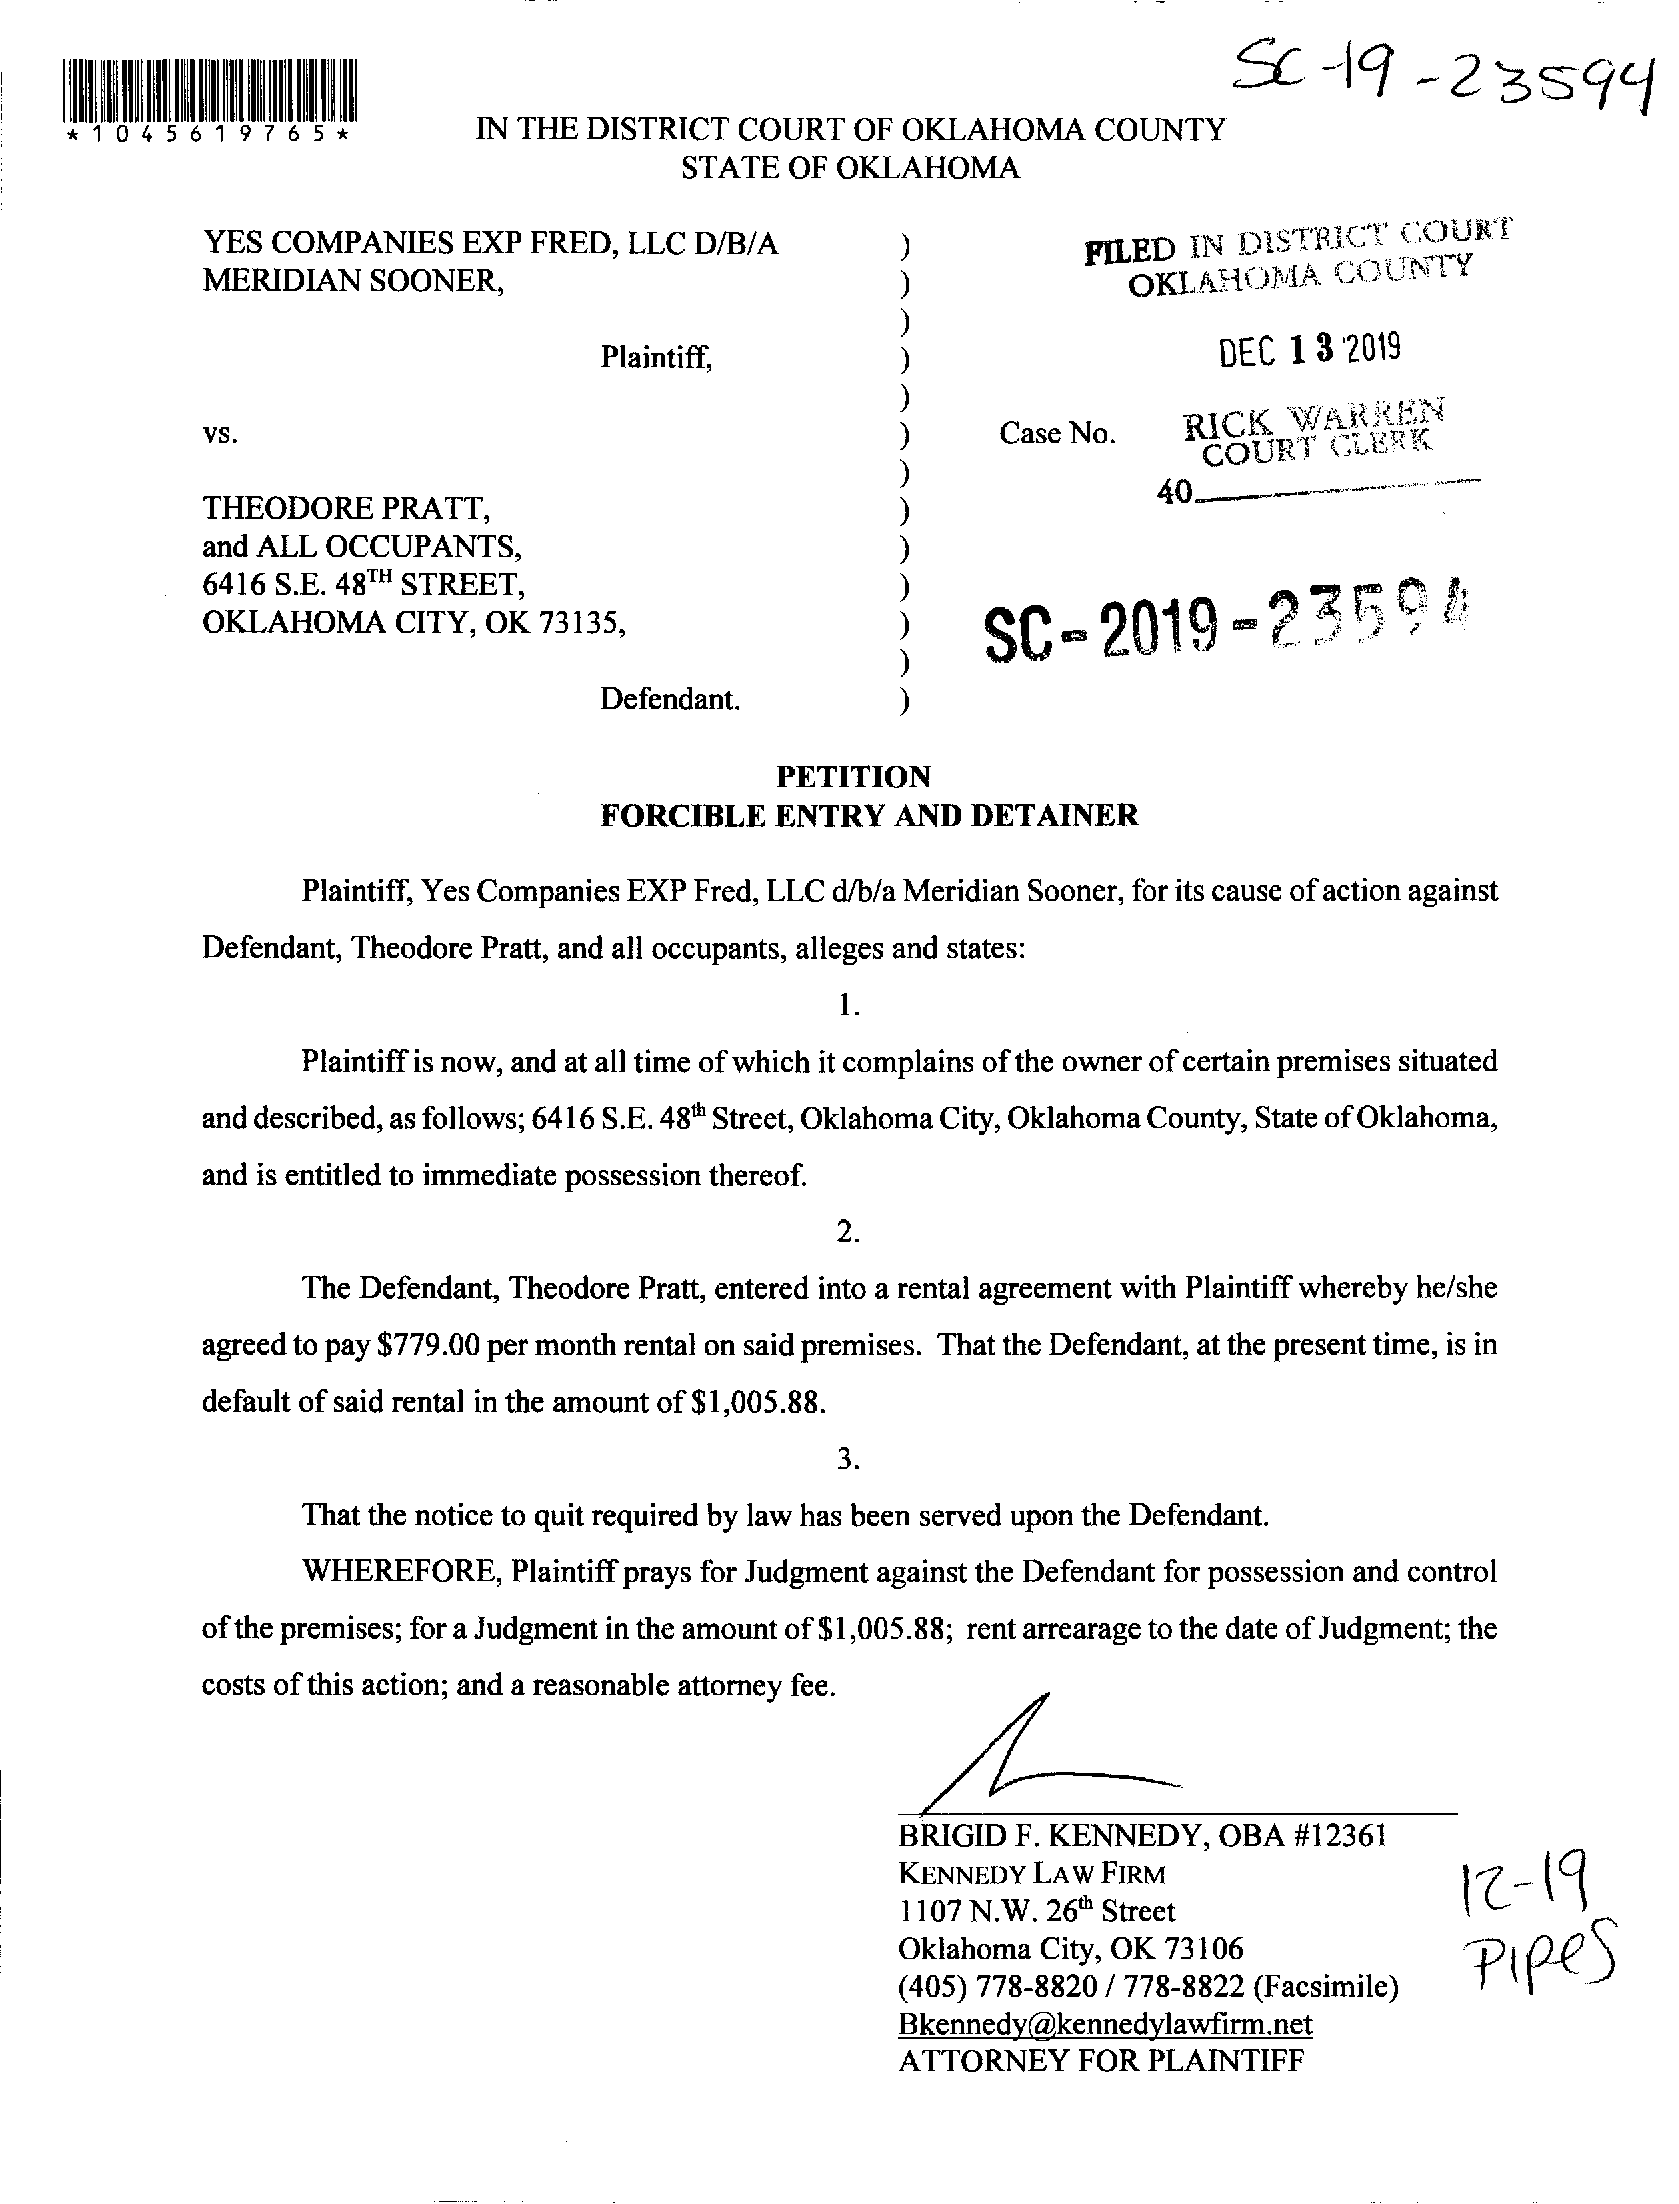 SC-19-23594
*1045619765*
IN THE DISTRICT COURT OF OKLAHOMA COUNTY
STATE OF OKLAHOMA
YES COMPANIES EXP FRED, LLC D/B/A )
MERIDIAN SOONER, )
)
Plaintiff, )
)
vs. )
)
THEODORE PRATT, )
and ALL OCCUPANTS, )
6416 S.E. 48TH STREET, )
OKLAHOMA CITY, OK 73135, )
)
Defendant. )
FILED IN DISTRICT COURT
OKLAHOMA COUNTY
DEC 13 2019
Case No. RICK WARREN
COURT CLERK
40
SC-2019-23594
PETITION
FORCIBLE ENTRY AND DETAINER
Plaintiff, Yes Companies EXP Fred, LLC d/b/a Meridian Sooner, for its cause of action against
Defendant, Theodore Pratt, and all occupants, alleges and states:
1.
Plaintiff is now, and at all time of which it complains of the owner of certain premises situated
and described, as follows; 6416 S.E. 48th Street, Oklahoma City, Oklahoma County, State of Oklahoma,
and is entitled to immediate possession thereof.
2.
The Defendant, Theodore Pratt, entered into a rental agreement with Plaintiff whereby he/she
agreed to pay $779.00 per month rental on said premises. That the Defendant, at the present time, is in
default of said rental in the amount of $1,005.88.
3.
That the notice to quit required by law has been served upon the Defendant.
WHEREFORE, Plaintiff prays for Judgment against the Defendant for possession and control
of the premises; for a Judgment in the amount of $1,005.88; rent arrearage to the date of Judgment; the
costs of this action; and a reasonable attorney fee.
BRIGID F. KENNEDY, OBA #12361
KENNEDY LAW FIRM
1107 N.W. 26th Street
Oklahoma City, OK 73106
(405) 778-8820 / 778-8822 (Facsimile)
Bkennedy@kennedylawfirm.net
ATTORNEY FOR PLAINTIFF
12-19
Pipes